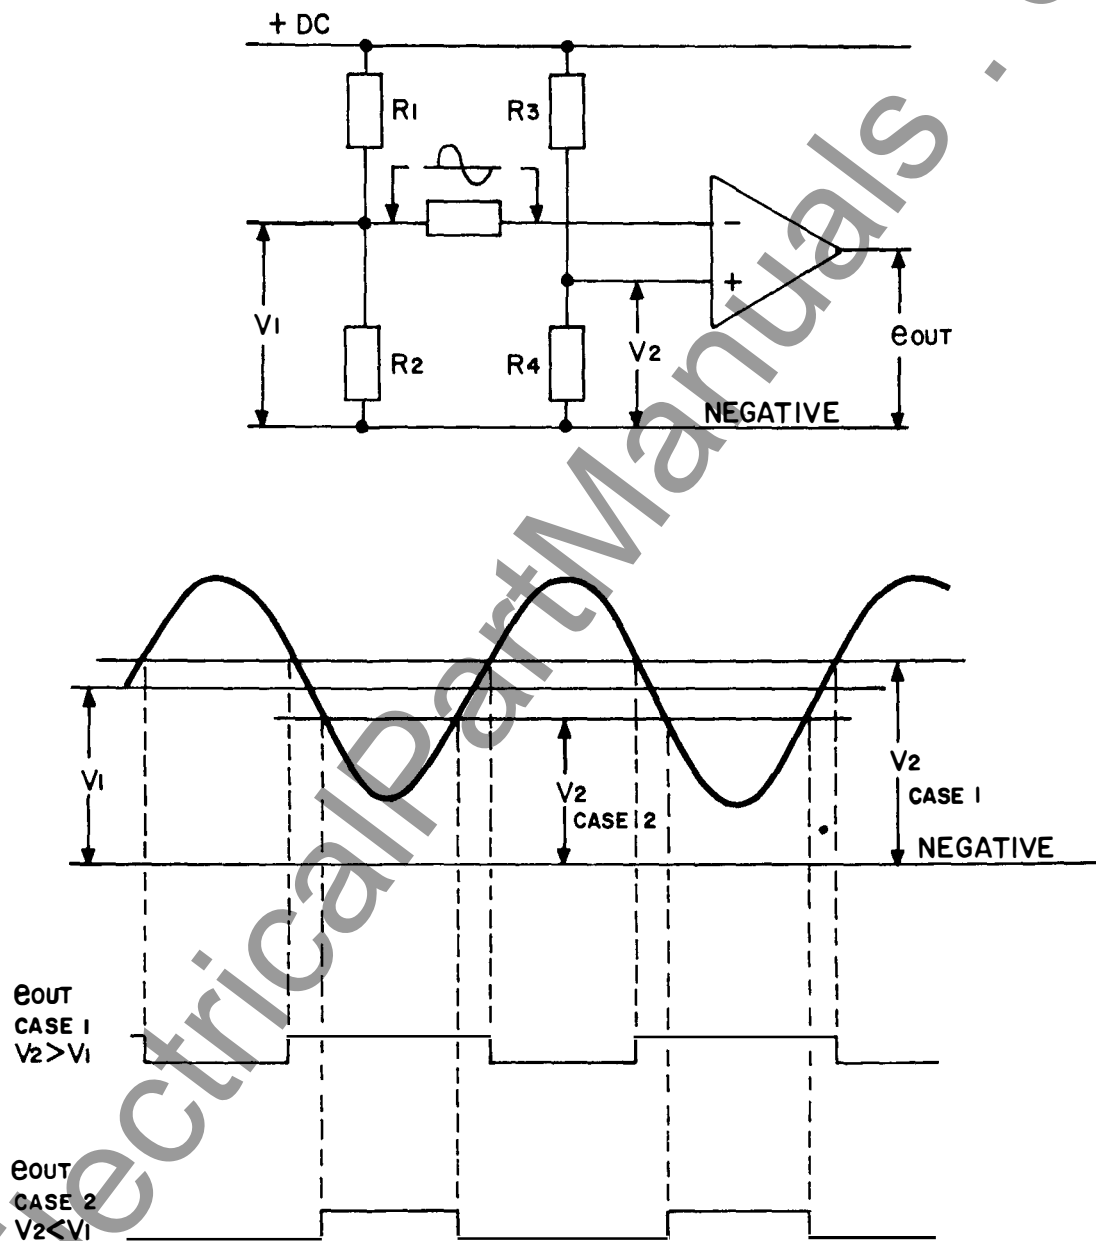 + DC
R1
R3
−
+
V1
R2
R4
V2
eOUT
NEGATIVE
V1
V2
CASE 2
V2
CASE 1
NEGATIVE
eOUT
CASE 1
V2>V1
eOUT
CASE 2
V2<V1
ElectricalPartManuals . c